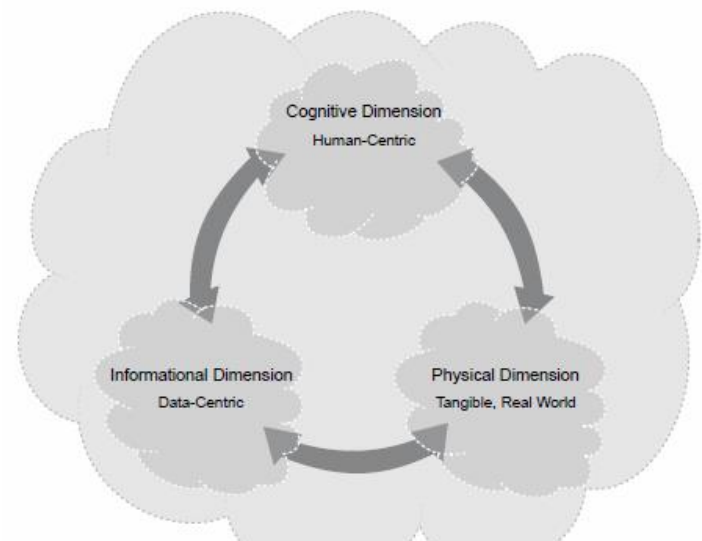 Cognitive Dimension
Human-Centric
Informational Dimension
Data-Centric
Physical Dimension
Tangible, Real World